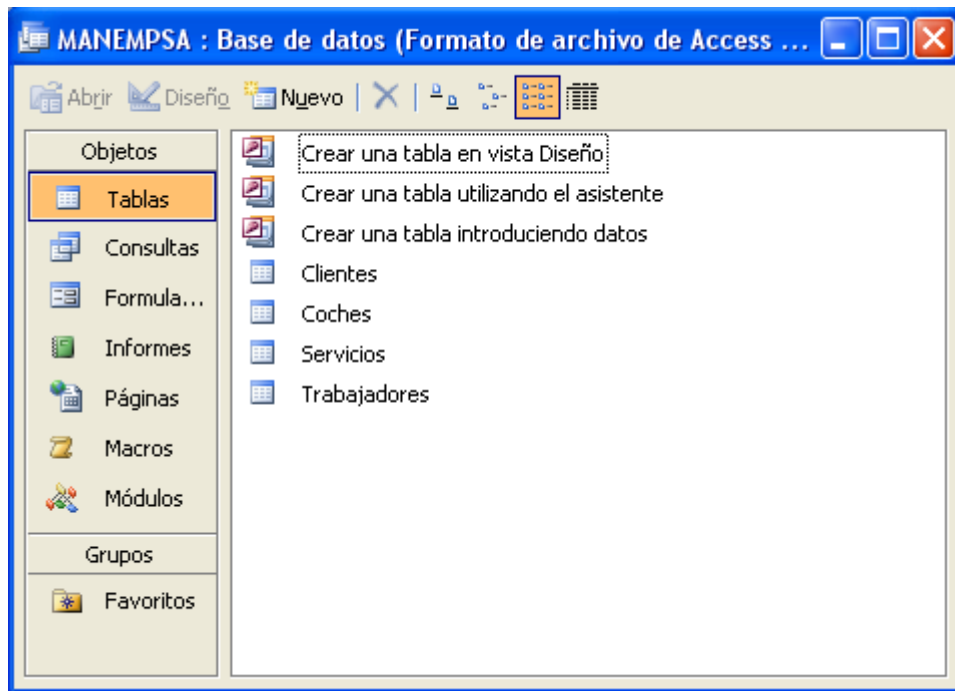 MANEMPSA : Base de datos (Formato de archivo de Access ...
Abrir Diseño Nuevo
Objetos
Tablas
Consultas
Formula...
Informes
Páginas
Macros
Módulos
Grupos
Favoritos
Crear una tabla en vista Diseño
Crear una tabla utilizando el asistente
Crear una tabla introduciendo datos
Clientes
Coches
Servicios
Trabajadores